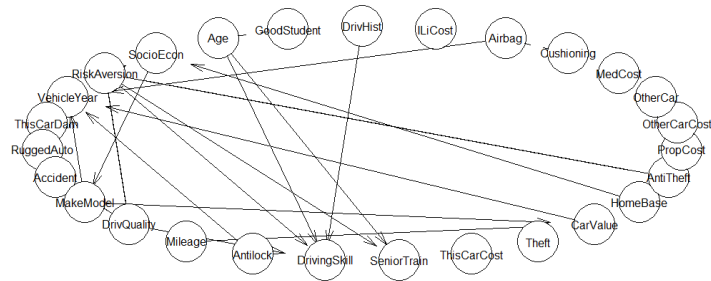 GoodStudent
DrivHist
ILiCost
Age
Airbag
SocioEcon
Cushioning
RiskAversion
MedCost
VehicleYear
OtherCar
ThisCarDam
OtherCarCost
RuggedAuto
PropCost
Accident
AntiTheft
MakeModel
HomeBase
DrivQuality
CarValue
Mileage
Theft
Antilock
DrivingSkill
SeniorTrain
ThisCarCost